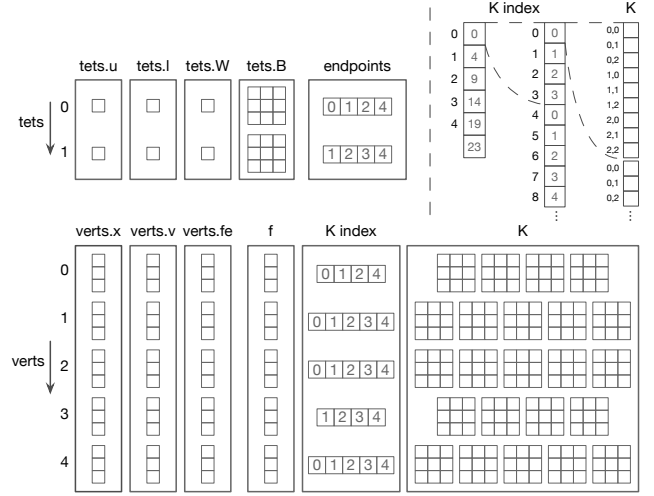 K index K
0 0 0 0 0,0
0,1
1 4 1 1 0,2
2 9 2 2 1,0
1,1
3 14 3 3 1,2
4 19 4 0 2,0
23 5 1 2,1
6 2 2,2
7 3 0,0
0,1
8 4 0,2
tets.u tets.l tets.W tets.B endpoints
0 0 1 2 4
tets
1 1 2 3 4
verts.x verts.v verts.fe f K index K
0 0 1 2 4
1 0 1 2 3 4
verts
2 0 1 2 3 4
3 1 2 3 4
4 0 1 2 3 4